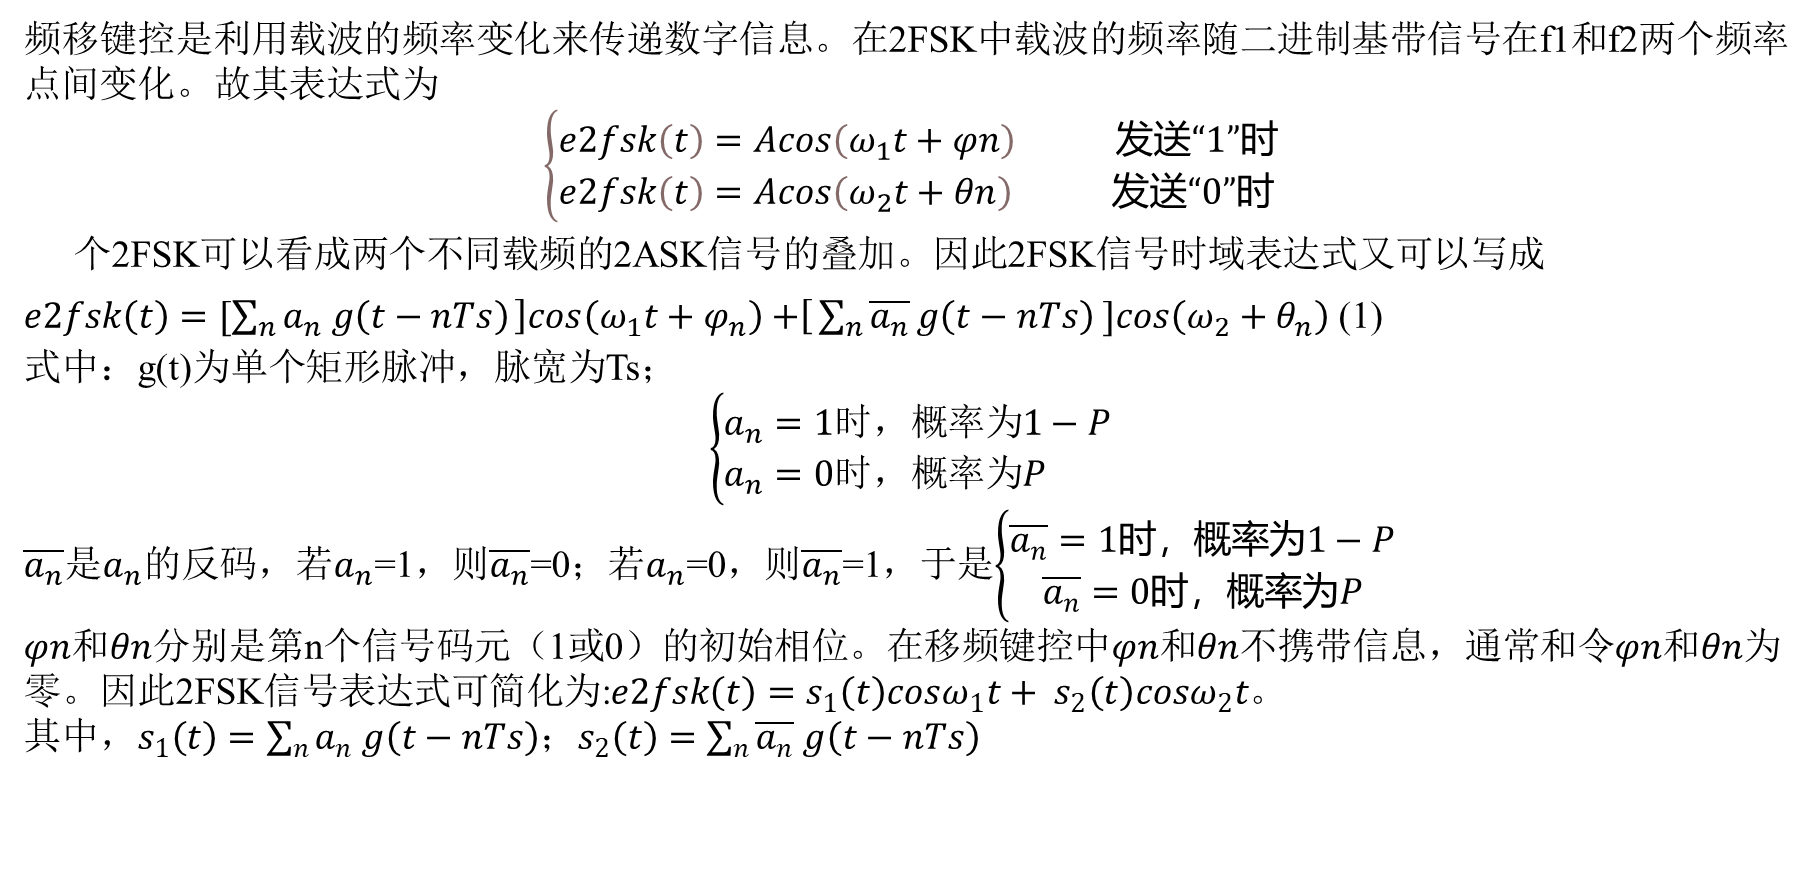 频移键控是利用载波的频率变化来传递数字信息。在2FSK中载波的频率随二进制基带信号在f1和f2两个频率
点间变化。故其表达式为
e2fsk(t) = Acos(ω₁t + φn) 发送“1”时
e2fsk(t) = Acos(ω₂t + θn) 发送“0”时
个2FSK可以看成两个不同载频的2ASK信号的叠加。因此2FSK信号时域表达式又可以写成
e2fsk(t) = [∑ₙ aₙ g(t − nTs)]cos(ω₁t + φₙ) +[∑ₙ a̅ₙ g(t − nTs) ]cos(ω₂ + θₙ) (1)
式中：g(t)为单个矩形脉冲，脉宽为Ts；
aₙ = 1时，概率为1 − P
aₙ = 0时，概率为P
a̅ₙ是aₙ的反码，若aₙ=1，则a̅ₙ=0；若aₙ=0，则a̅ₙ=1，于是
a̅ₙ = 1时，概率为1 − P
a̅ₙ = 0时，概率为P
φn和θn分别是第n个信号码元（1或0）的初始相位。在移频键控中φn和θn不携带信息，通常和令φn和θn为
零。因此2FSK信号表达式可简化为:e2fsk(t) = s₁(t)cosω₁t + s₂(t)cosω₂t。
其中，s₁(t) = ∑ₙ aₙ g(t − nTs)；s₂(t) = ∑ₙ a̅ₙ g(t − nTs)